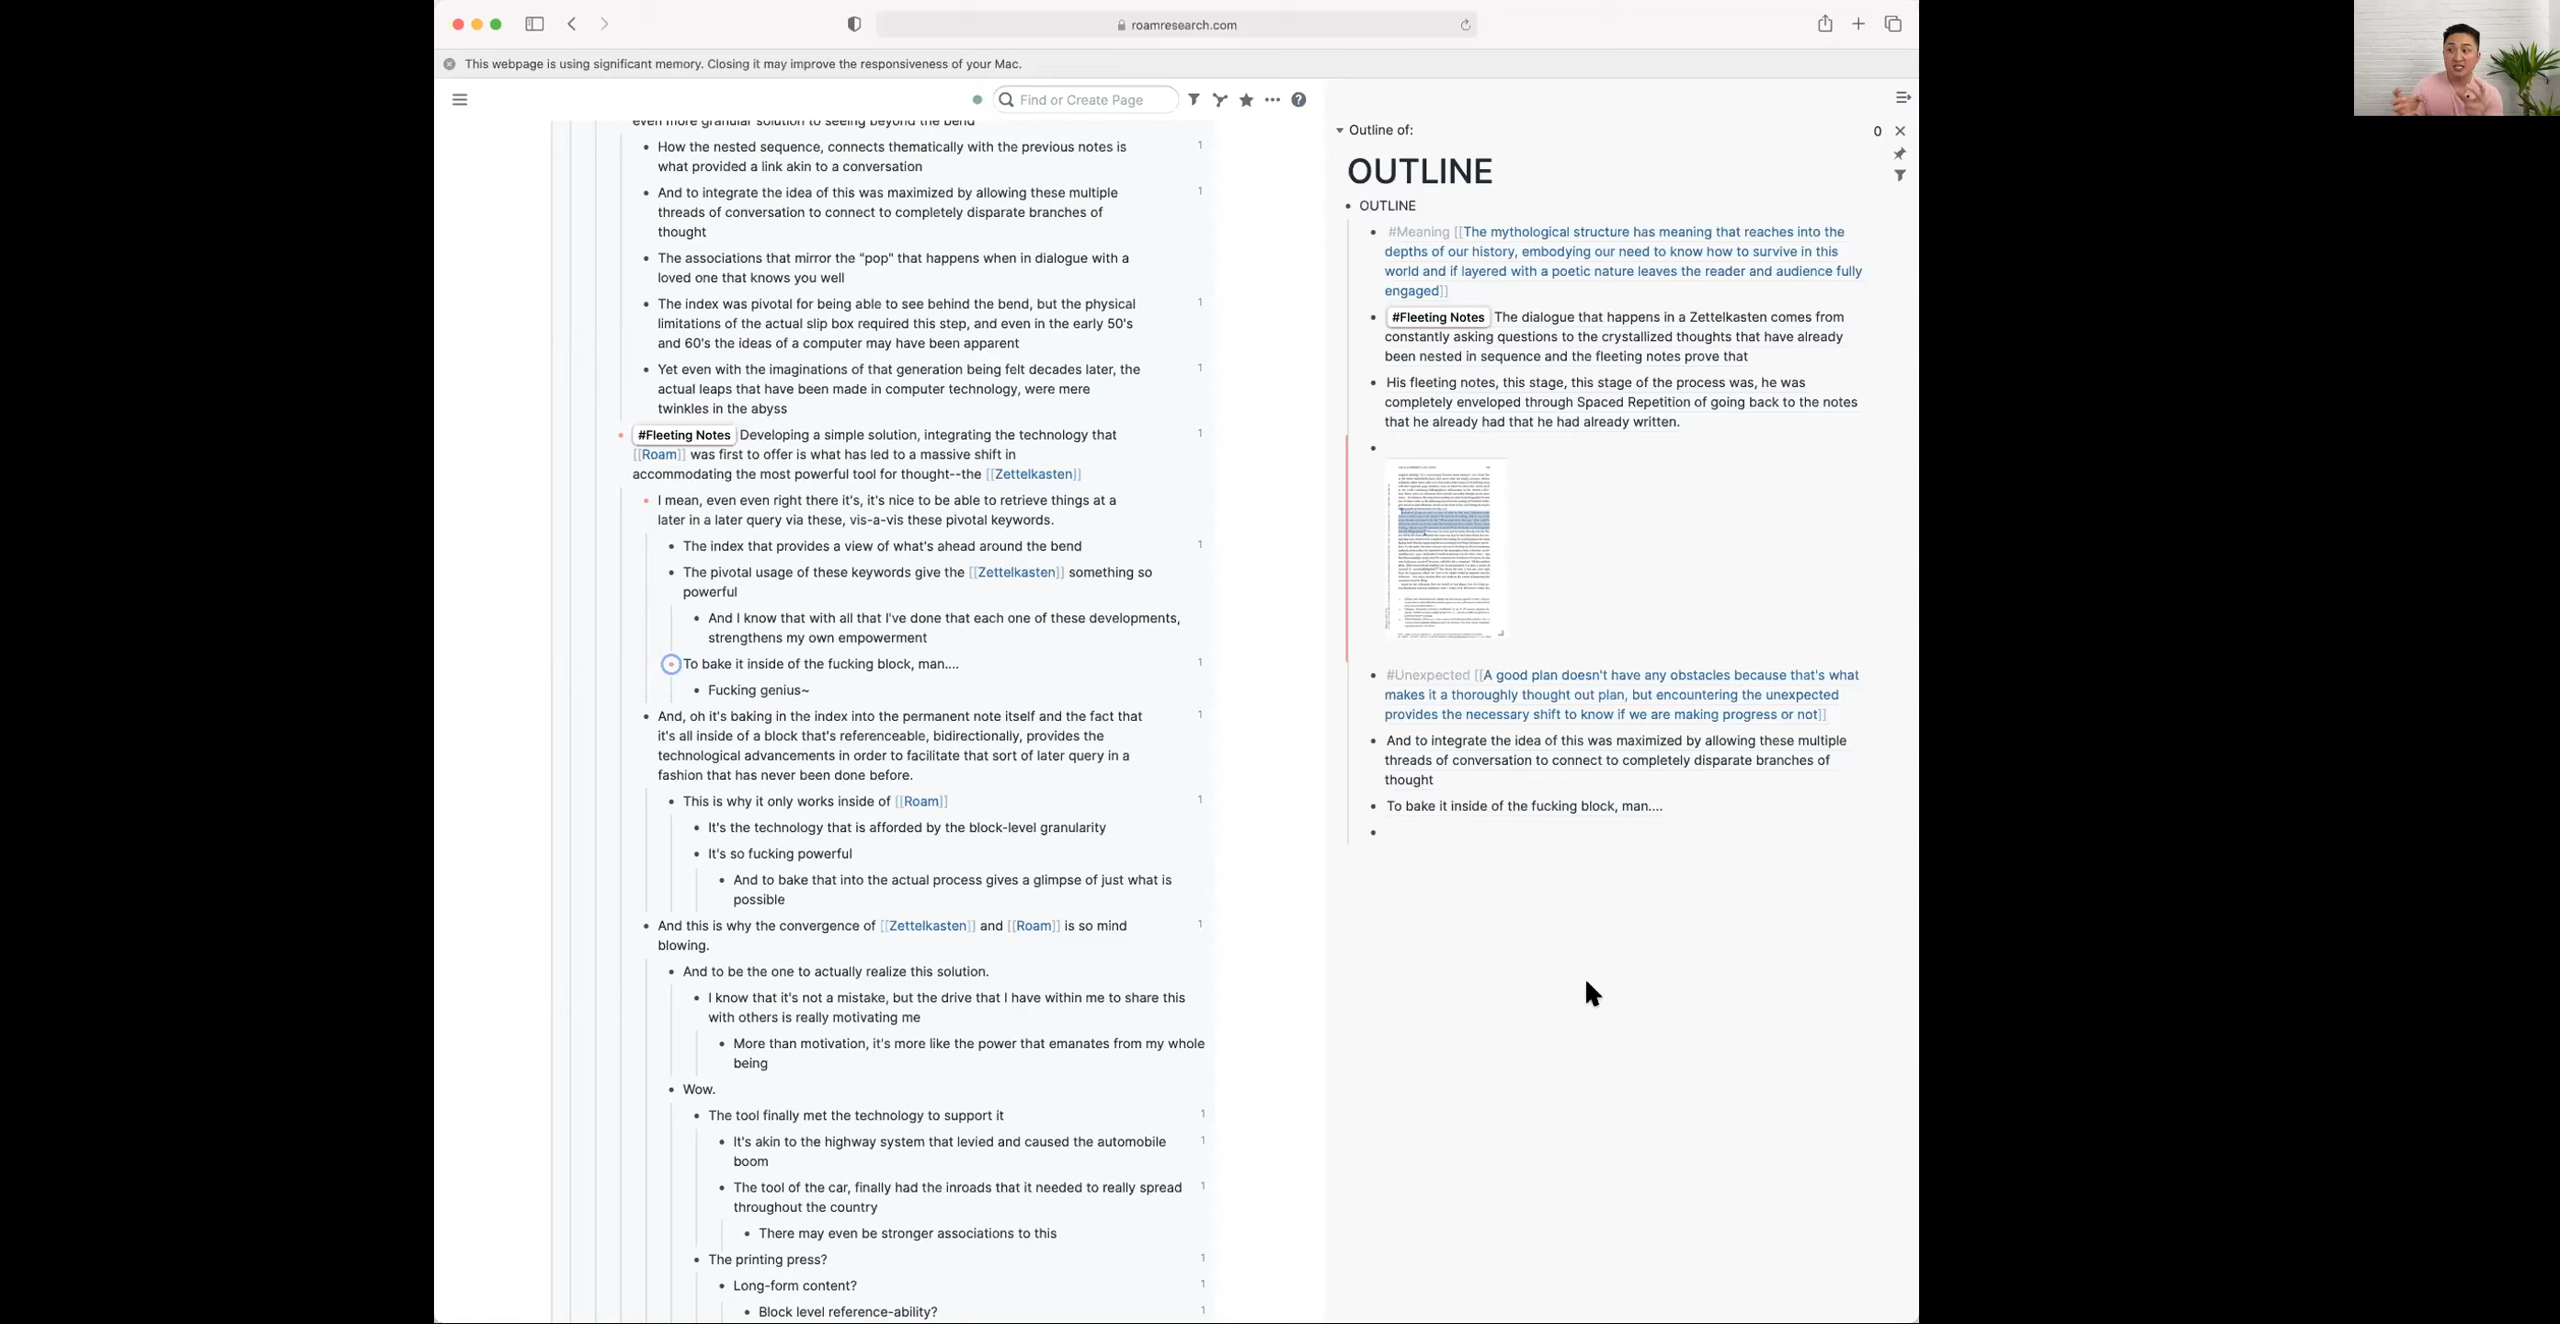 roamresearch.com
This webpage is using significant memory. Closing it may improve the responsiveness of your Mac.
Find or Create Page
even more granular solution to seeing beyond the bend
How the nested sequence, connects thematically with the previous notes is
what provided a link akin to a conversation
1
And to integrate the idea of this was maximized by allowing these multiple
threads of conversation to connect to completely disparate branches of
thought
1
The associations that mirror the "pop" that happens when in dialogue with a
loved one that knows you well
The index was pivotal for being able to see behind the bend, but the physical
limitations of the actual slip box required this step, and even in the early 50's
and 60's the ideas of a computer may have been apparent
1
Yet even with the imaginations of that generation being felt decades later, the
actual leaps that have been made in computer technology, were mere
twinkles in the abyss
1
#Fleeting Notes Developing a simple solution, integrating the technology that
[[Roam]] was first to offer is what has led to a massive shift in
accommodating the most powerful tool for thought--the [[Zettelkasten]]
1
I mean, even even right there it's, it's nice to be able to retrieve things at a
later in a later query via these, vis-a-vis these pivotal keywords.
The index that provides a view of what's ahead around the bend
1
The pivotal usage of these keywords give the [[Zettelkasten]] something so
powerful
And I know that with all that I've done that each one of these developments,
strengthens my own empowerment
To bake it inside of the fucking block, man....
1
Fucking genius~
And, oh it's baking in the index into the permanent note itself and the fact that
it's all inside of a block that's referenceable, bidirectionally, provides the
technological advancements in order to facilitate that sort of later query in a
fashion that has never been done before.
1
This is why it only works inside of [[Roam]]
1
It's the technology that is afforded by the block-level granularity
It's so fucking powerful
And to bake that into the actual process gives a glimpse of just what is
possible
And this is why the convergence of [[Zettelkasten]] and [[Roam]] is so mind
blowing.
1
And to be the one to actually realize this solution.
I know that it's not a mistake, but the drive that I have within me to share this
with others is really motivating me
More than motivation, it's more like the power that emanates from my whole
being
Wow.
The tool finally met the technology to support it
1
It's akin to the highway system that levied and caused the automobile
boom
1
The tool of the car, finally had the inroads that it needed to really spread
throughout the country
1
There may even be stronger associations to this
The printing press?
1
Long-form content?
1
Block level reference-ability?
1
Outline of:
0
OUTLINE
OUTLINE
#Meaning [[The mythological structure has meaning that reaches into the
depths of our history, embodying our need to know how to survive in this
world and if layered with a poetic nature leaves the reader and audience fully
engaged]]
#Fleeting Notes The dialogue that happens in a Zettelkasten comes from
constantly asking questions to the crystallized thoughts that have already
been nested in sequence and the fleeting notes prove that
His fleeting notes, this stage, this stage of the process was, he was
completely enveloped through Spaced Repetition of going back to the notes
that he already had that he had already written.
#Unexpected [[A good plan doesn't have any obstacles because that's what
makes it a thoroughly thought out plan, but encountering the unexpected
provides the necessary shift to know if we are making progress or not]]
And to integrate the idea of this was maximized by allowing these multiple
threads of conversation to connect to completely disparate branches of
thought
To bake it inside of the fucking block, man....